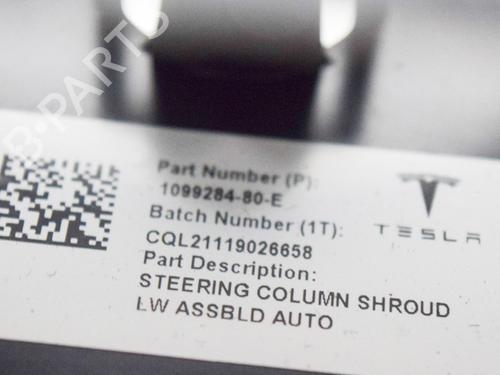 B-PARTS
Part Number (P):
1099284-80-E
Batch Number (1T):
CQL21119026658
Part Description:
STEERING COLUMN SHROUD
LW ASSBLD AUTO
TESLA